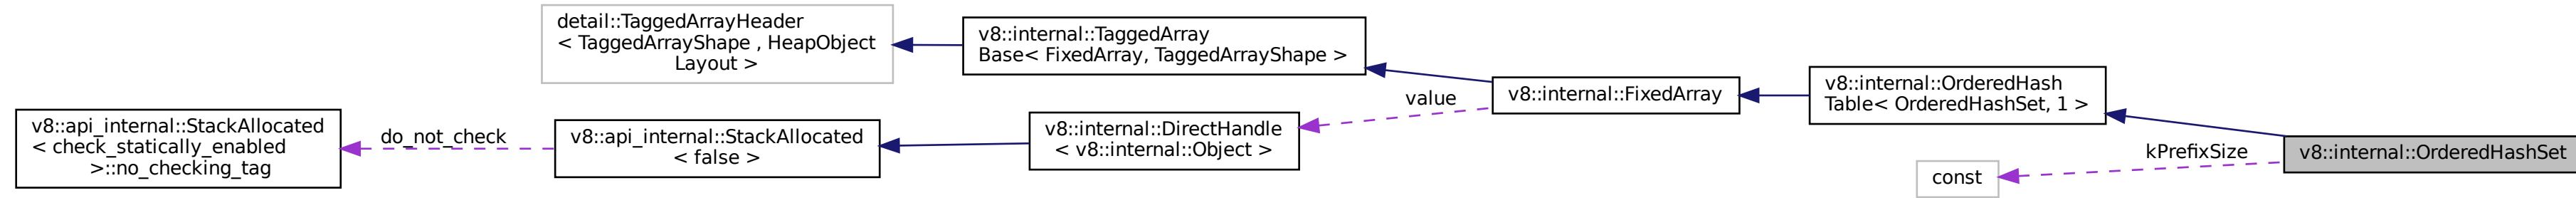 detail::TaggedArrayHeader
< TaggedArrayShape , HeapObject
Layout >
v8::internal::TaggedArray
Base< FixedArray, TaggedArrayShape >
v8::internal::FixedArray
v8::internal::OrderedHash
Table< OrderedHashSet, 1 >
value
v8::api_internal::StackAllocated
< check_statically_enabled
>::no_checking_tag
do_not_check
v8::api_internal::StackAllocated
< false >
v8::internal::DirectHandle
< v8::internal::Object >
kPrefixSize
v8::internal::OrderedHashSet
const